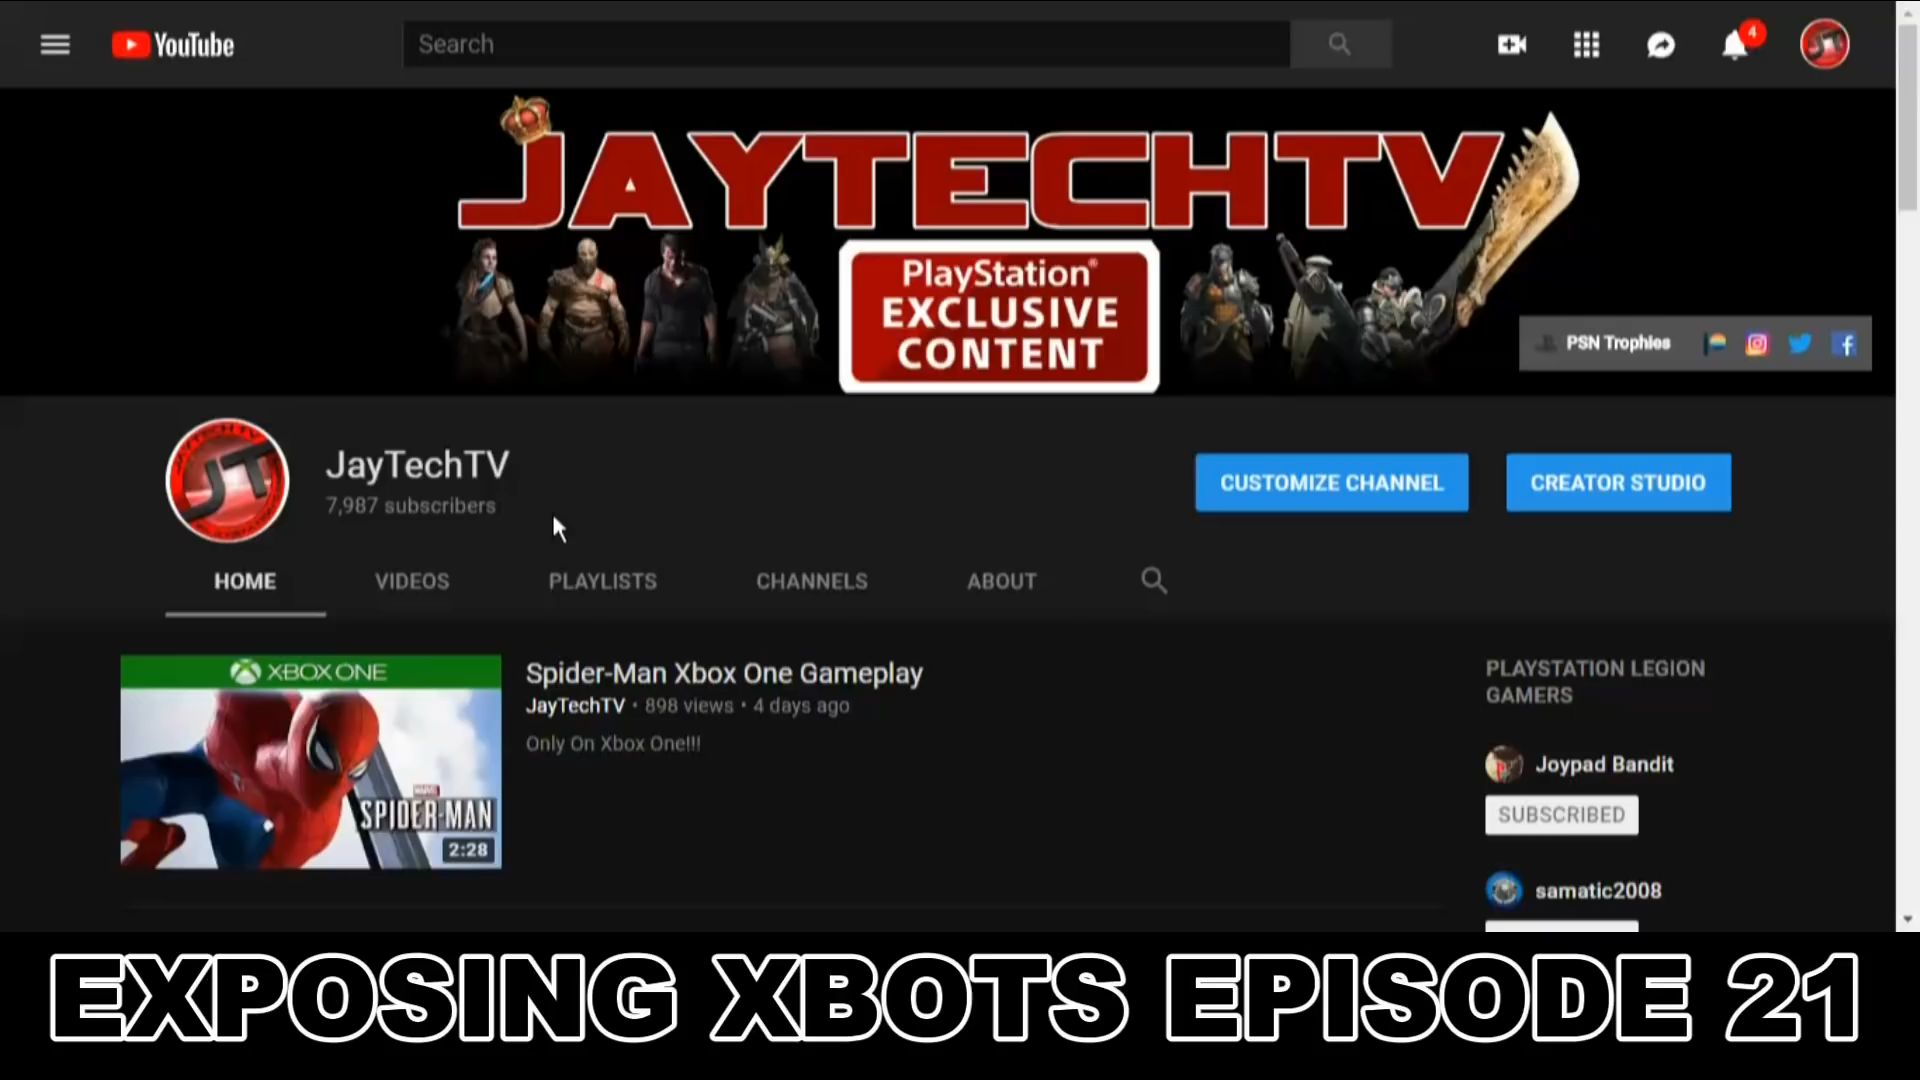 YouTube
Search
4
JAYTECHTV
PlayStation®
EXCLUSIVE
CONTENT
PSN Trophies
JT
JayTechTV
7,987 subscribers
CUSTOMIZE CHANNEL
CREATOR STUDIO
HOME
VIDEOS
PLAYLISTS
CHANNELS
ABOUT
XBOX ONE
MARVEL
SPIDER-MAN
2:28
Spider-Man Xbox One Gameplay
JayTechTV • 898 views • 4 days ago
Only On Xbox One!!!
PLAYSTATION LEGION
GAMERS
Joypad Bandit
SUBSCRIBED
samatic2008
EXPOSING XBOTS EPISODE 21